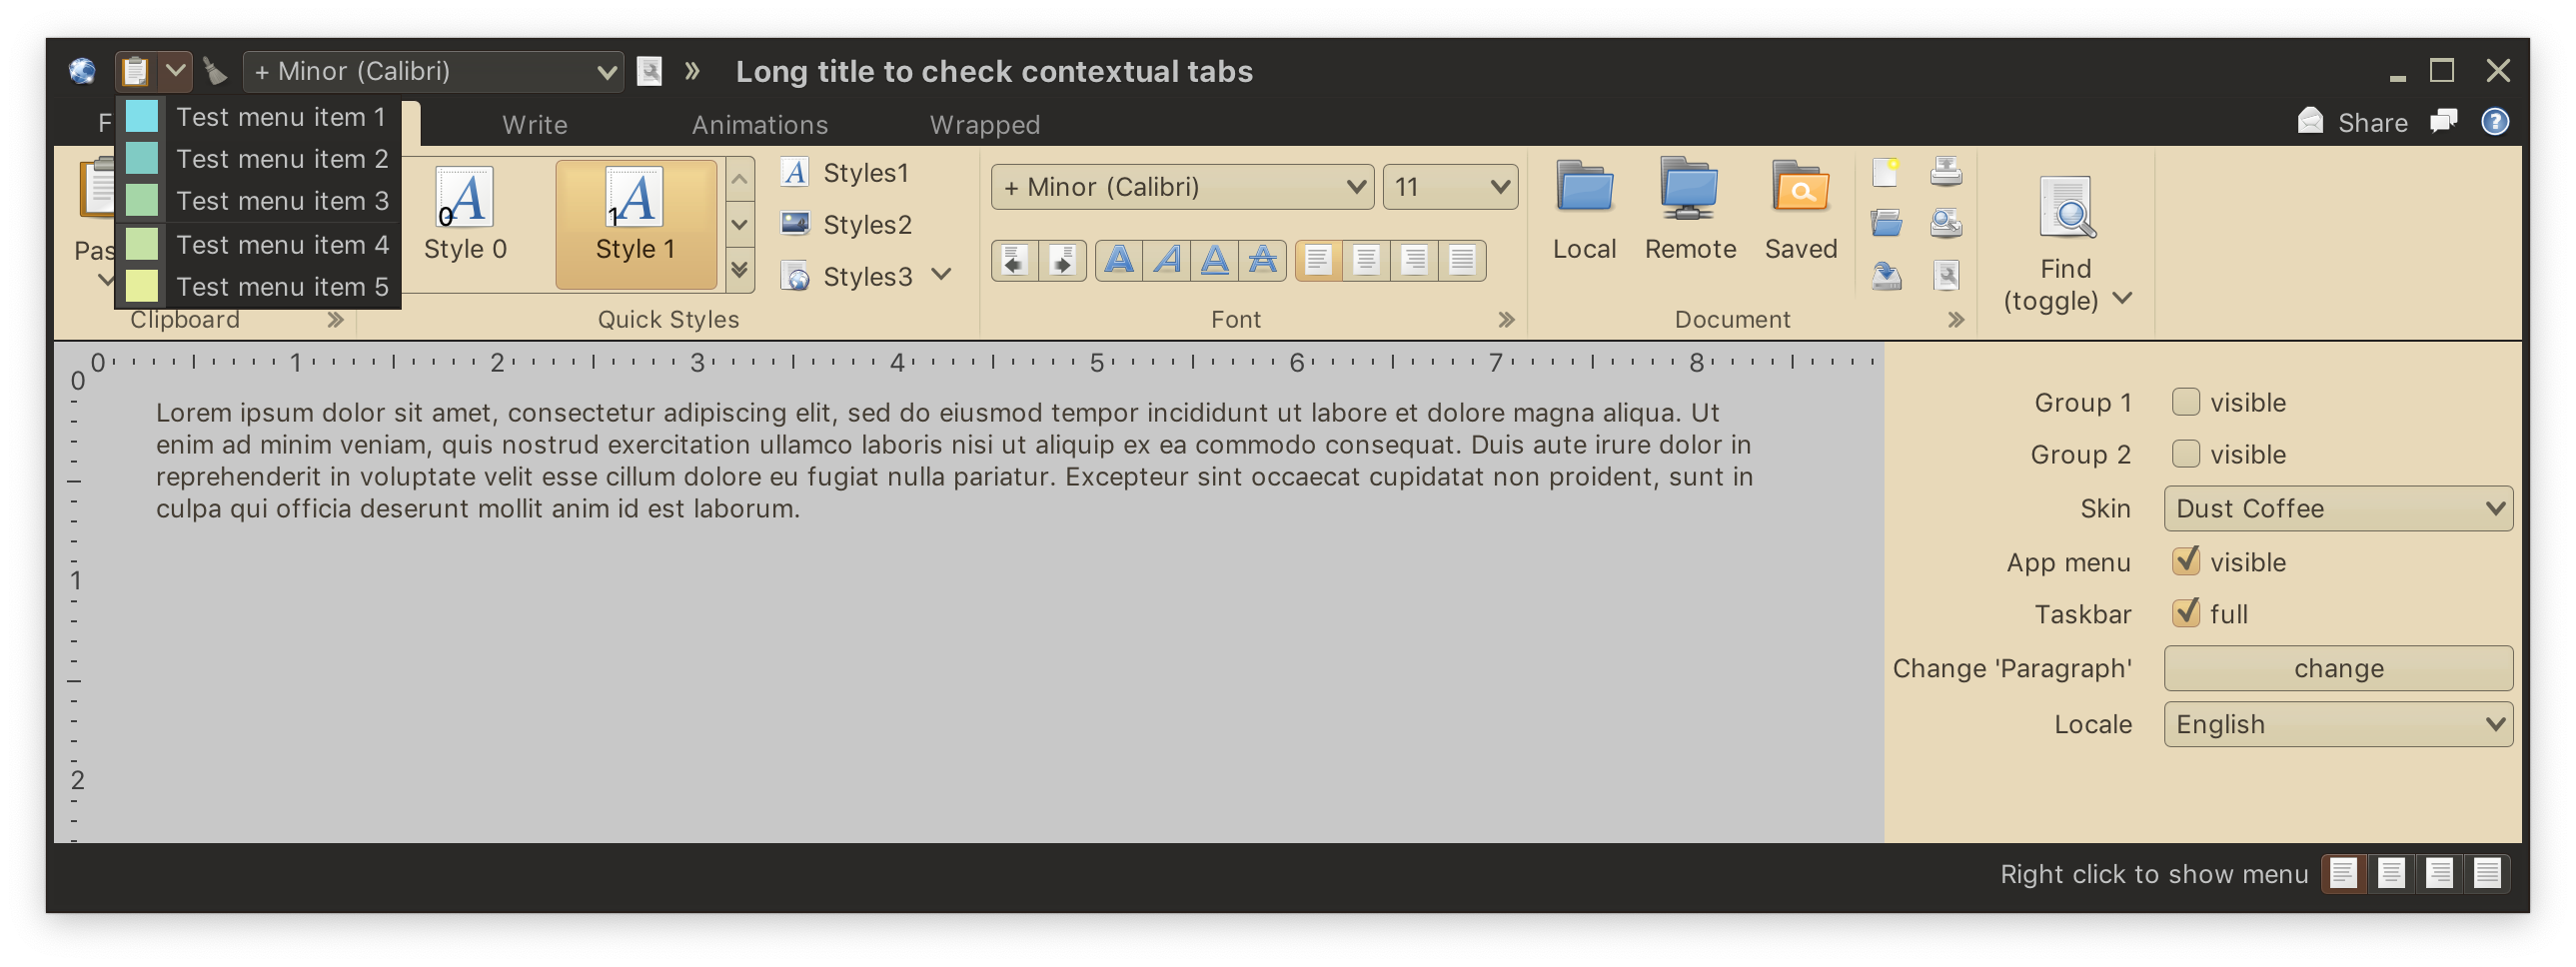 + Minor (Calibri)
Long title to check contextual tabs
Test menu item 1
Test menu item 2
Test menu item 3
Test menu item 4
Test menu item 5
Write
Animations
Wrapped
Share
Clipboard
0
Style 0
1
Style 1
Styles1
Styles2
Styles3
Quick Styles
+ Minor (Calibri)
11
Font
Local
Remote
Saved
Document
Find
(toggle)
0 1 2 3 4 5 6 7 8
0
1
2
Lorem ipsum dolor sit amet, consectetur adipiscing elit, sed do eiusmod tempor incididunt ut labore et dolore magna aliqua. Ut
enim ad minim veniam, quis nostrud exercitation ullamco laboris nisi ut aliquip ex ea commodo consequat. Duis aute irure dolor in
reprehenderit in voluptate velit esse cillum dolore eu fugiat nulla pariatur. Excepteur sint occaecat cupidatat non proident, sunt in
culpa qui officia deserunt mollit anim id est laborum.
Group 1 visible
Group 2 visible
Skin Dust Coffee
App menu visible
Taskbar full
Change 'Paragraph' change
Locale English
Right click to show menu